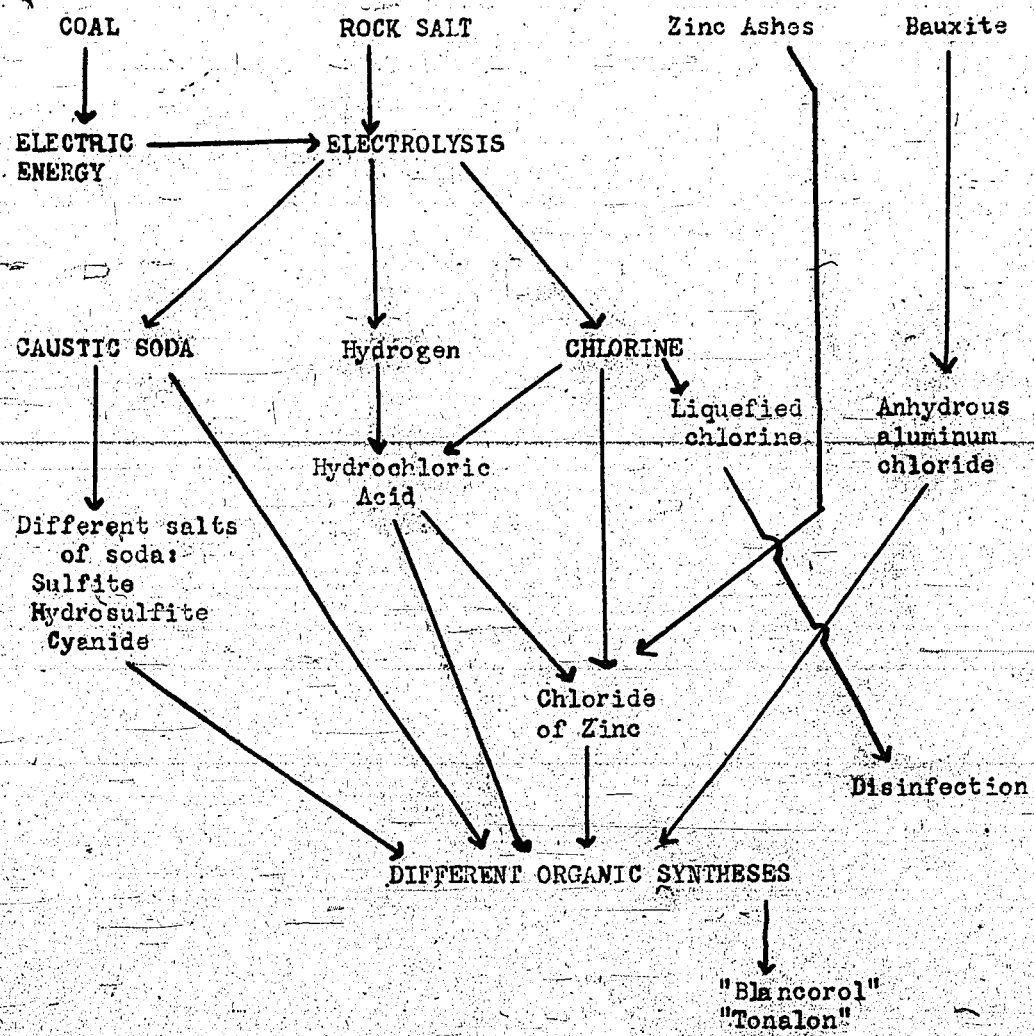 COAL
ROCK SALT
Zinc Ashes
Bauxite
ELECTRIC
ENERGY
ELECTROLYSIS
CAUSTIC SODA
Hydrogen
CHLORINE
Liquefied
chlorine
Anhydrous
aluminum
chloride
Hydrochloric
Acid
Different salts
of soda:
Sulfite
Hydrosulfite
Cyanide
Chloride
of Zinc
Disinfection
DIFFERENT ORGANIC SYNTHESES
"Blancorol"
"Tonalon"